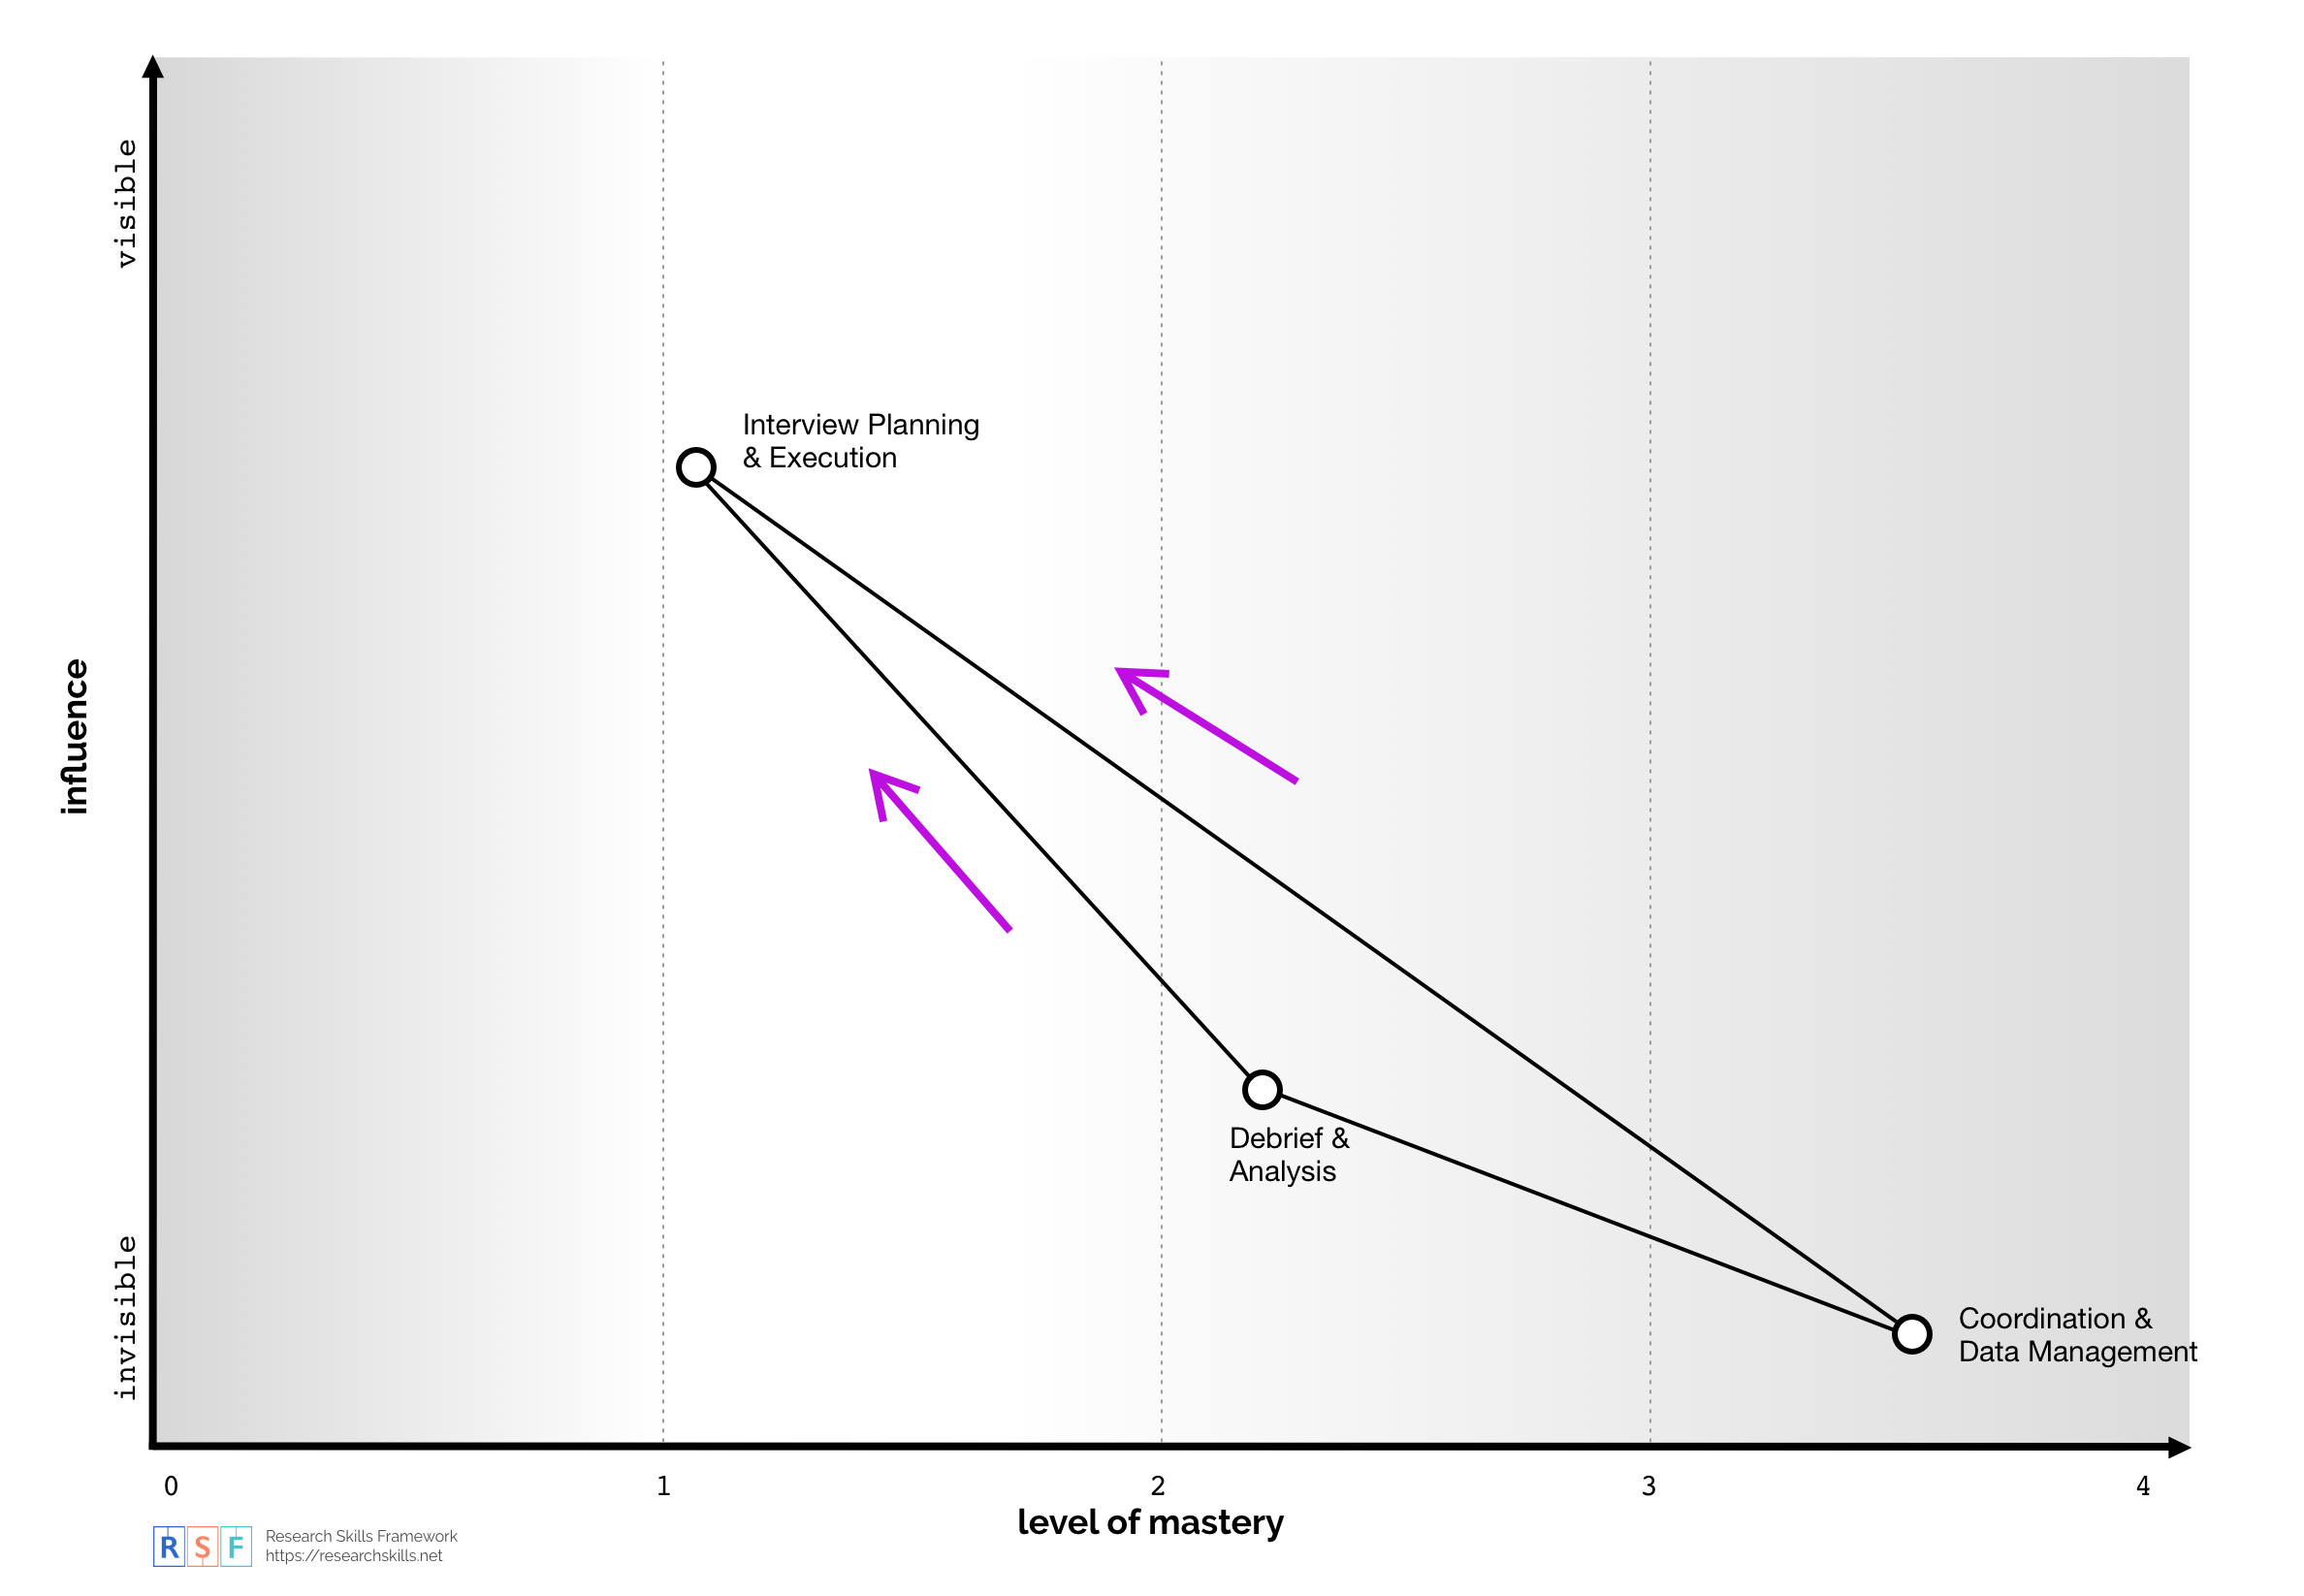 visible
Interview Planning
& Execution
influence
Debrief &
Analysis
invisible
Coordination &
Data Management
0 1 2 3 4
level of mastery
R S F
Research Skills Framework
https://researchskills.net